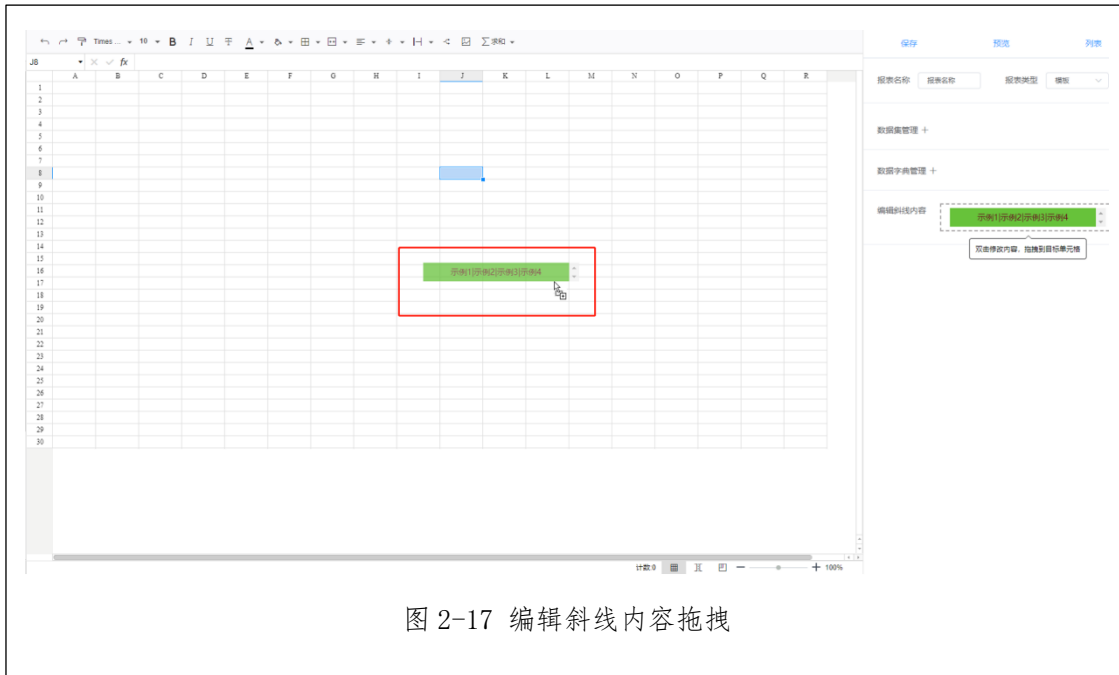 Times ... 10 B I U A 求和
保存 预览 列表
J8 fx
A B C D E F G H I J K L M N O P Q R
报表名称 报表名称 报表类型 模板
1
2
3
4
数据集管理 +
5
6
7
数据字典管理 +
8
9
10
编辑斜线内容 示例1|示例2|示例3|示例4
11
12
13
双击修改内容，拖拽到目标单元格
14
15
16 示例1|示例2|示例3|示例4
17
18
19
20
21
22
23
24
25
26
27
28
29
30
计数:0 100%
图 2-17 编辑斜线内容拖拽